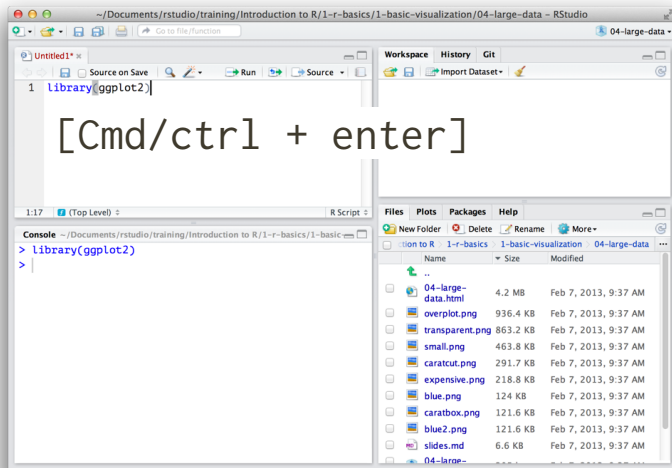 ~/Documents/rstudio/training/Introduction to R/1-r-basics/1-basic-visualization/04-large-data - RStudio
Go to file/function
04-large-data
Untitled1*
Source on Save
Run
Source
1 library(ggplot2)
[Cmd/ctrl + enter]
1:17 (Top Level) R Script
Console ~/Documents/rstudio/training/Introduction to R/1-r-basics/1-basic-
> library(ggplot2)
>
Workspace History Git
Import Dataset
Files Plots Packages Help
New Folder Delete Rename More
ction to R 1-r-basics 1-basic-visualization 04-large-data ...
Name Size Modified
..
04-large-data.html 4.2 MB Feb 7, 2013, 9:37 AM
overplot.png 936.4 KB Feb 7, 2013, 9:37 AM
transparent.png 863.2 KB Feb 7, 2013, 9:37 AM
small.png 463.8 KB Feb 7, 2013, 9:37 AM
caratcut.png 291.7 KB Feb 7, 2013, 9:37 AM
expensive.png 218.8 KB Feb 7, 2013, 9:37 AM
blue.png 124 KB Feb 7, 2013, 9:37 AM
caratbox.png 121.6 KB Feb 7, 2013, 9:37 AM
blue2.png 121.6 KB Feb 7, 2013, 9:37 AM
slides.md 6.6 KB Feb 7, 2013, 9:37 AM
04-large-